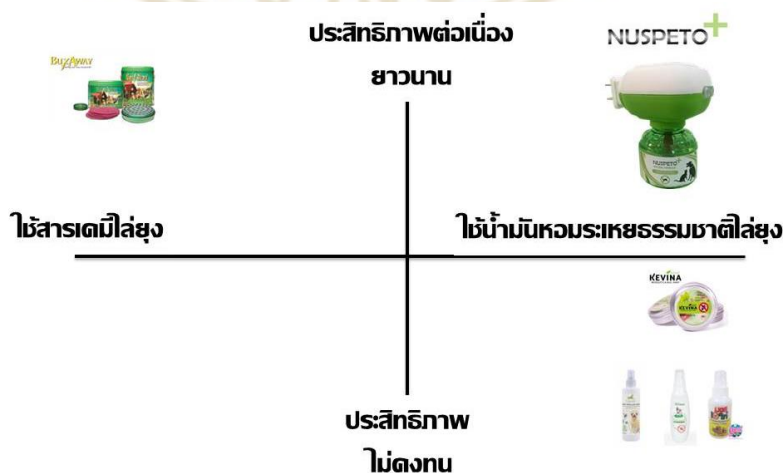 ประสิทธิภาพต่อเนื่อง
ยาวนาน
NUSPETO+
BUZAWAY
NUSPETO+
ใช้สารเคมีไล่ยุง
ใช้น้ำมันหอมระเหยธรรมชาติไล่ยุง
KEVINA
KEVINA
ประสิทธิภาพ
ไม่คงทน